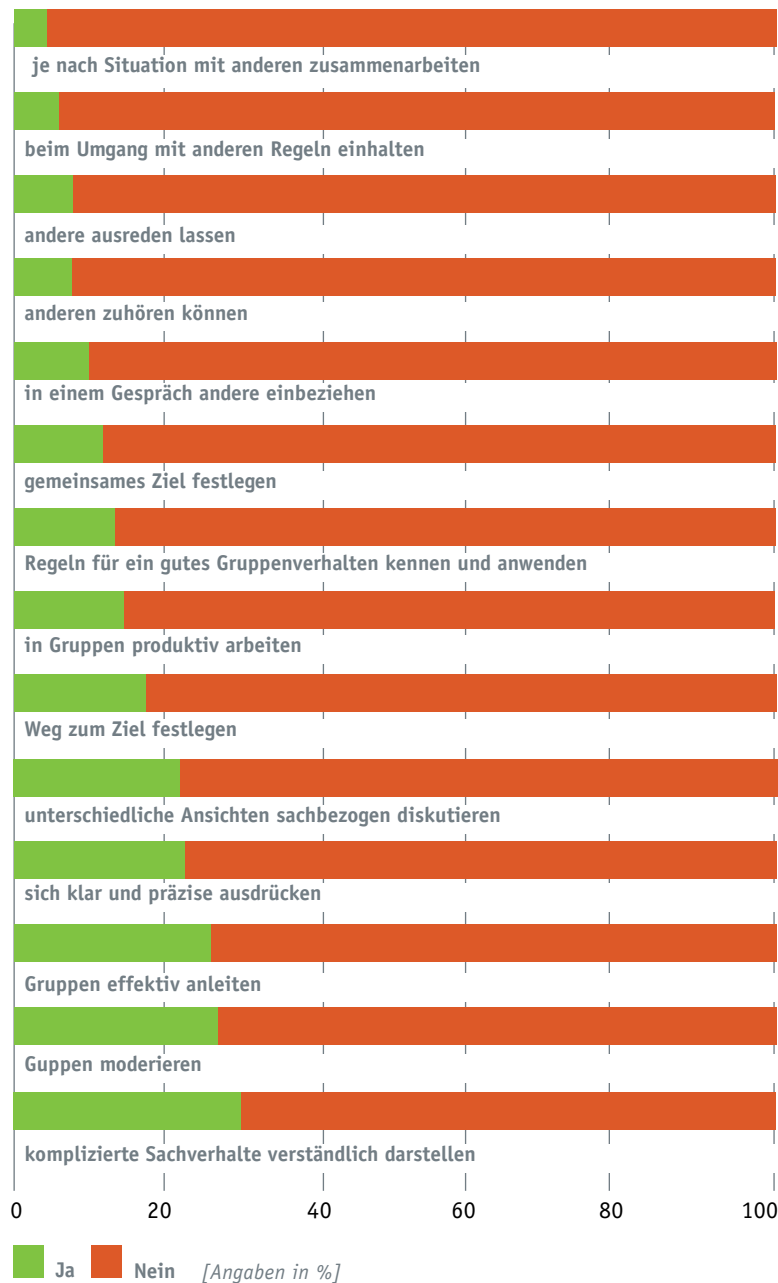 je nach Situation mit anderen zusammenarbeiten
beim Umgang mit anderen Regeln einhalten
andere ausreden lassen
anderen zuhören können
in einem Gespräch andere einbeziehen
gemeinsames Ziel festlegen
Regeln für ein gutes Gruppenverhalten kennen und anwenden
in Gruppen produktiv arbeiten
Weg zum Ziel festlegen
unterschiedliche Ansichten sachbezogen diskutieren
sich klar und präzise ausdrücken
Gruppen effektiv anleiten
Guppen moderieren
komplizierte Sachverhalte verständlich darstellen
0 20 40 60 80 100
Ja Nein [Angaben in %]